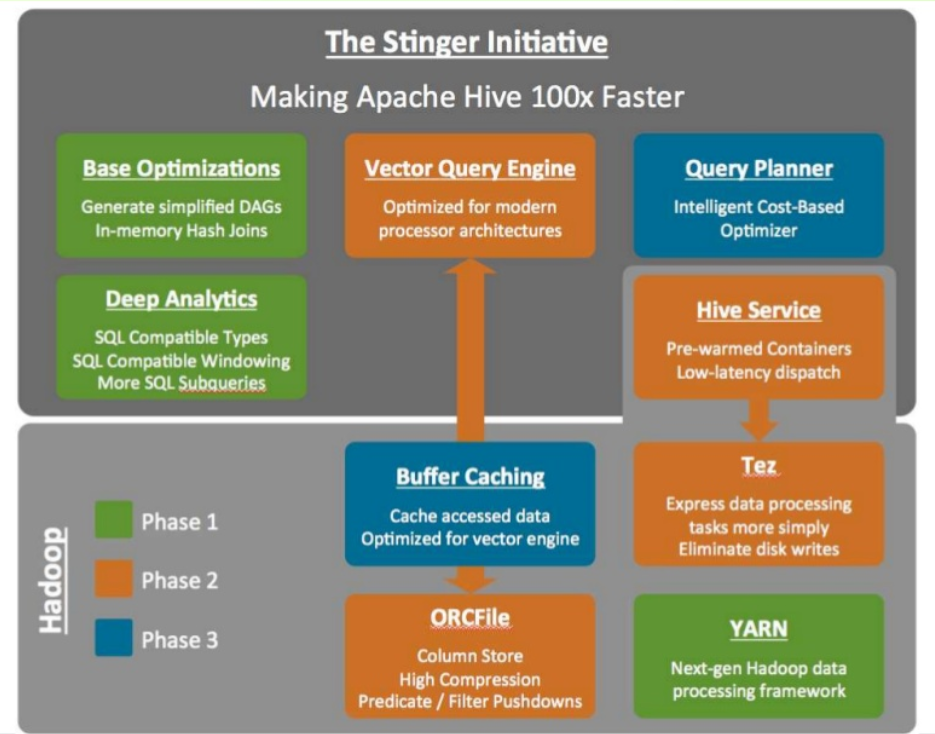 The Stinger Initiative
Making Apache Hive 100x Faster
Base Optimizations
Generate simplified DAGs
In-memory Hash Joins
Vector Query Engine
Optimized for modern
processor architectures
Query Planner
Intelligent Cost-Based
Optimizer
Deep Analytics
SQL Compatible Types
SQL Compatible Windowing
More SQL Subqueries
Hive Service
Pre-warmed Containers
Low-latency dispatch
Hadoop
Phase 1
Phase 2
Phase 3
Buffer Caching
Cache accessed data
Optimized for vector engine
Tez
Express data processing
tasks more simply
Eliminate disk writes
ORCFile
Column Store
High Compression
Predicate / Filter Pushdowns
YARN
Next-gen Hadoop data
processing framework